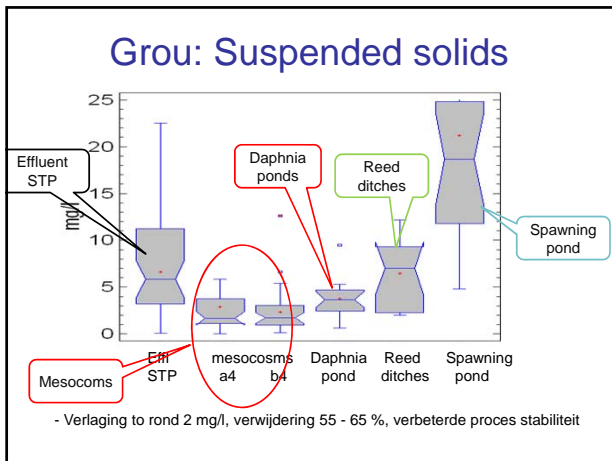 Grou: Suspended solids
25
20
15
10
5
0
mg/l
Effluent
STP
Daphnia
ponds
Reed
ditches
Spawning
pond
Mesocoms
Effl
STP
mesocosms
a4 b4
Daphnia
pond
Reed
ditches
Spawning
pond
- Verlaging to rond 2 mg/l, verwijdering 55 - 65 %, verbeterde proces stabiliteit